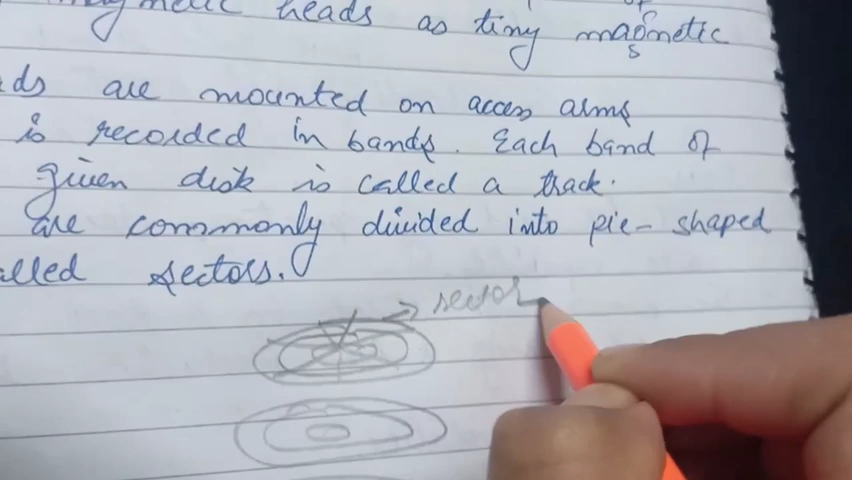 heads as tiny magnetic
are mounted on access arms
is recorded in bands. Each band of
given disk is called a track.
are commonly divided into pie-shaped
sectors.
sector